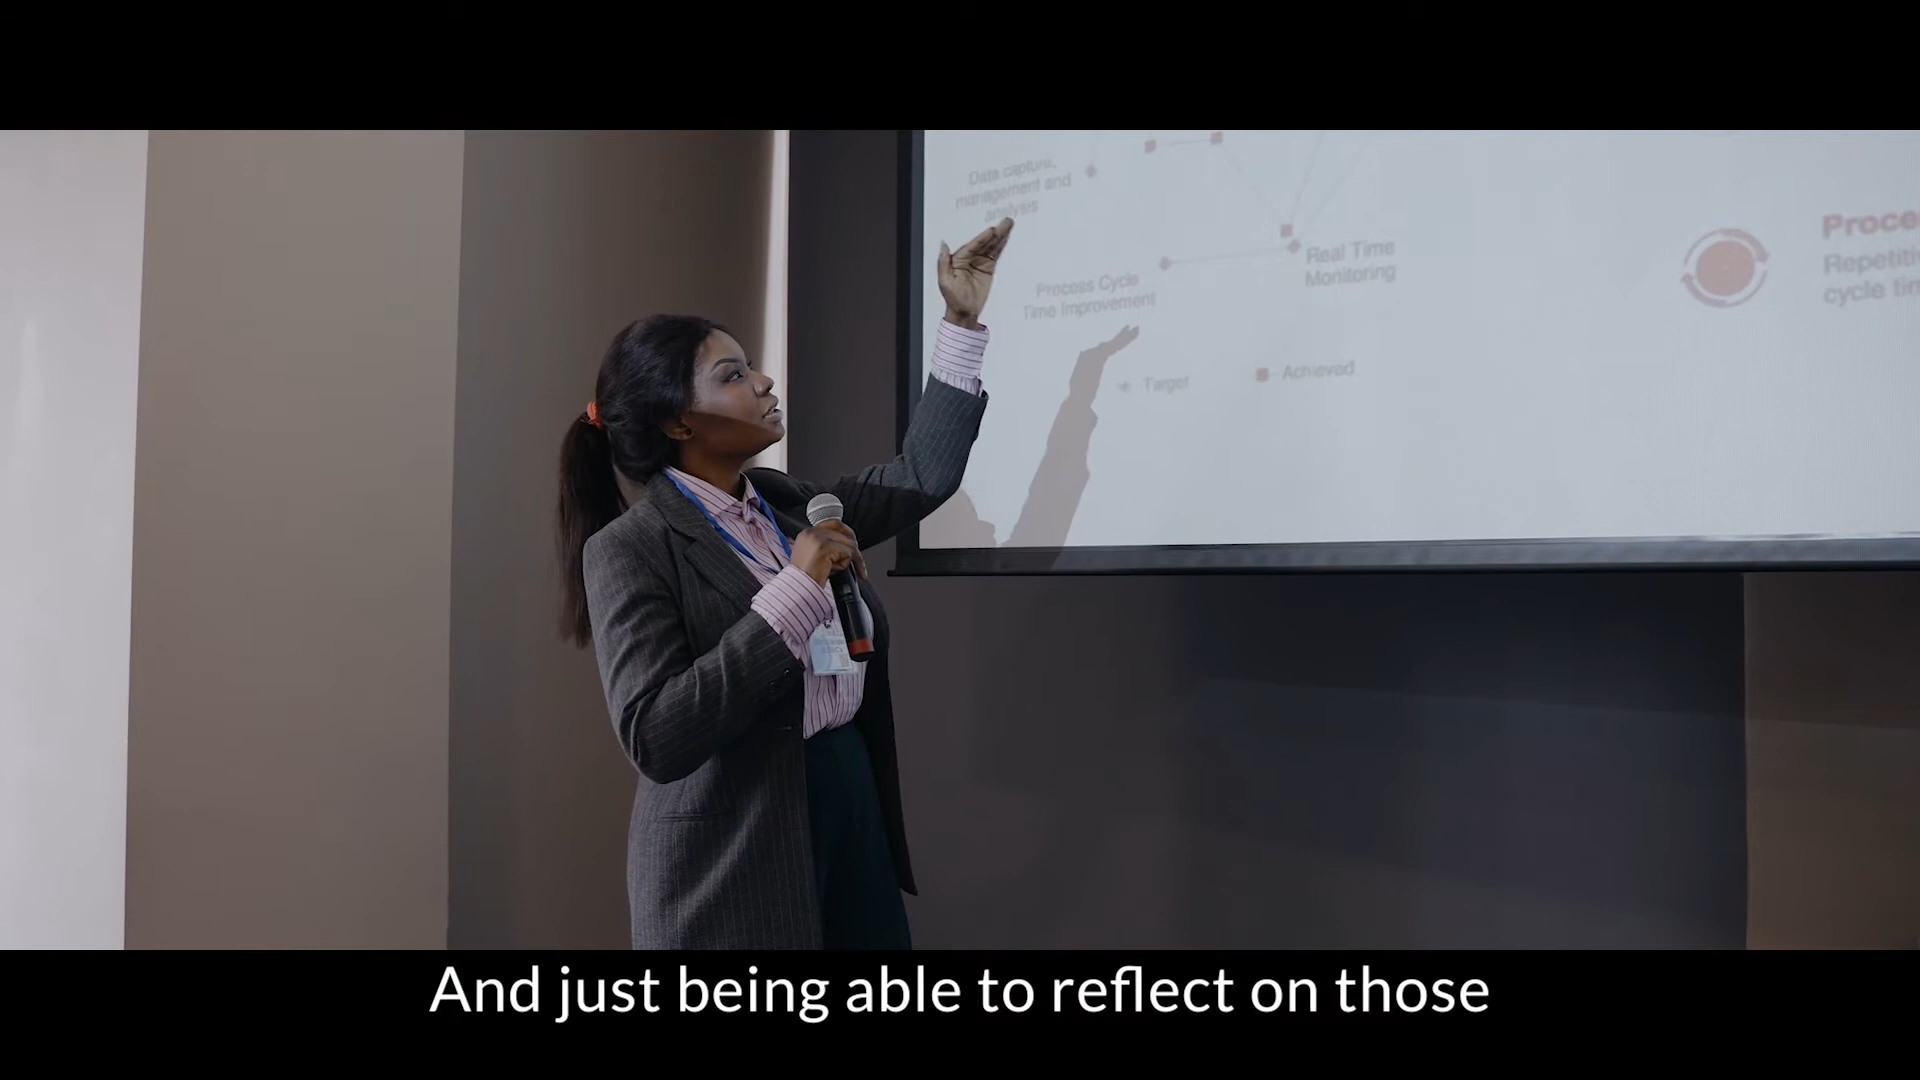 Data capture,
management and
analysis
Process Cycle
Time Improvement
Real Time
Monitoring
Target
Achieved
Proce
Repetiti
cycle tim
And just being able to reflect on those